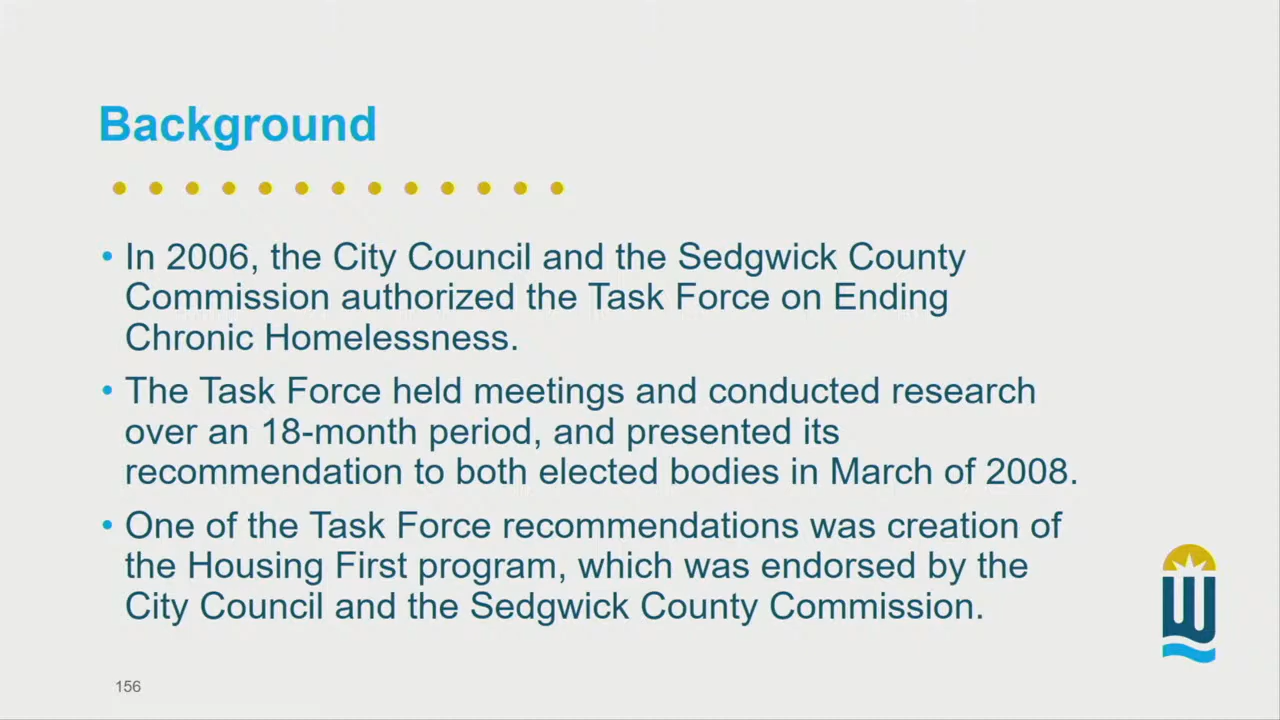 Background
• In 2006, the City Council and the Sedgwick County
Commission authorized the Task Force on Ending
Chronic Homelessness.
• The Task Force held meetings and conducted research
over an 18-month period, and presented its
recommendation to both elected bodies in March of 2008.
• One of the Task Force recommendations was creation of
the Housing First program, which was endorsed by the
City Council and the Sedgwick County Commission.
W
156